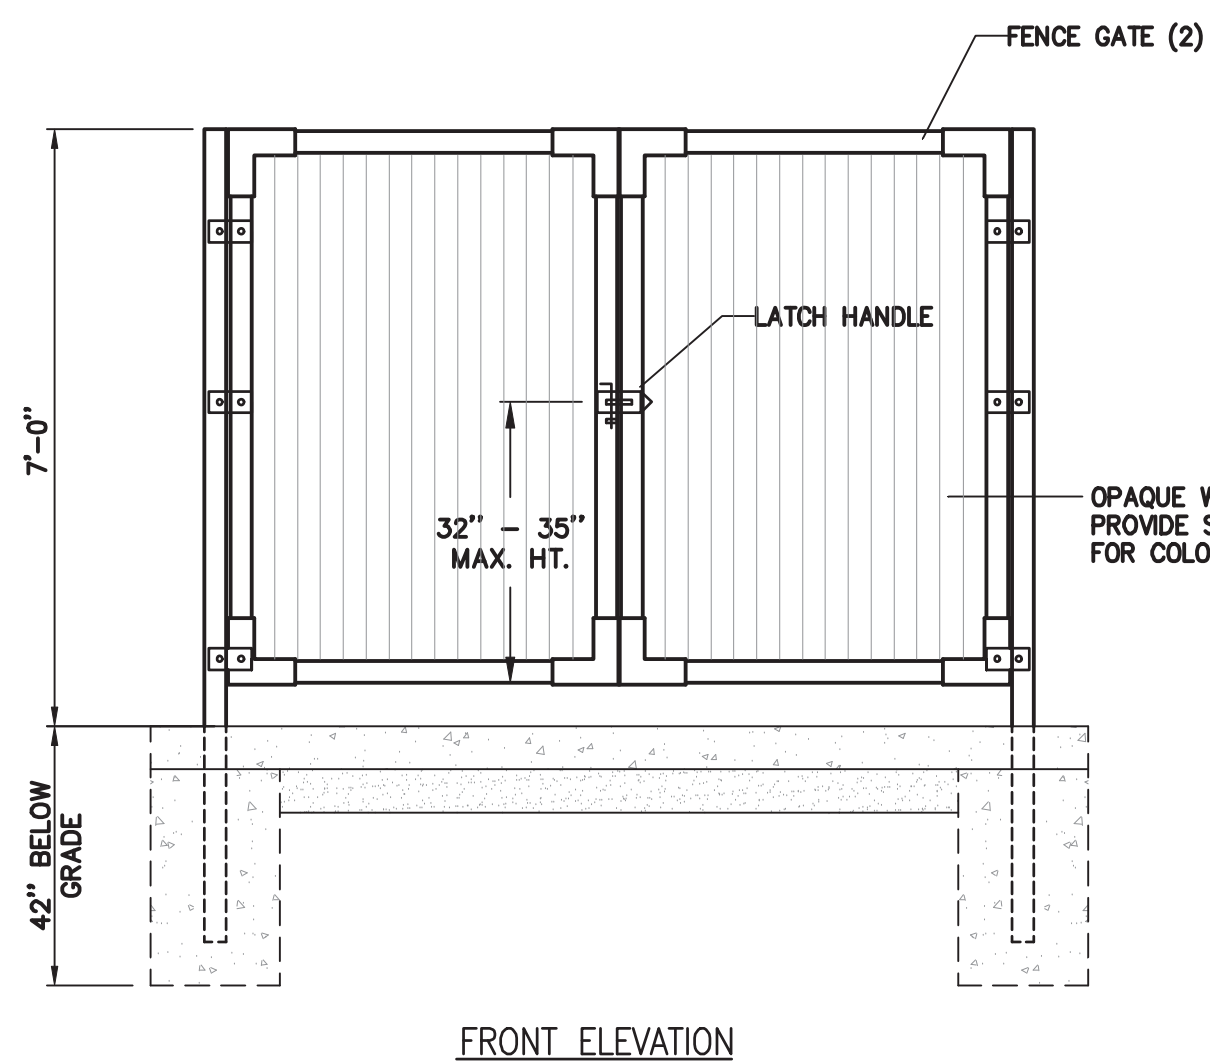 FENCE GATE (2)
LATCH HANDLE
7'-0"
32" - 35"
MAX. HT.
OPAQUE
PROVIDE
FOR
42" BELOW
GRADE
FRONT ELEVATION